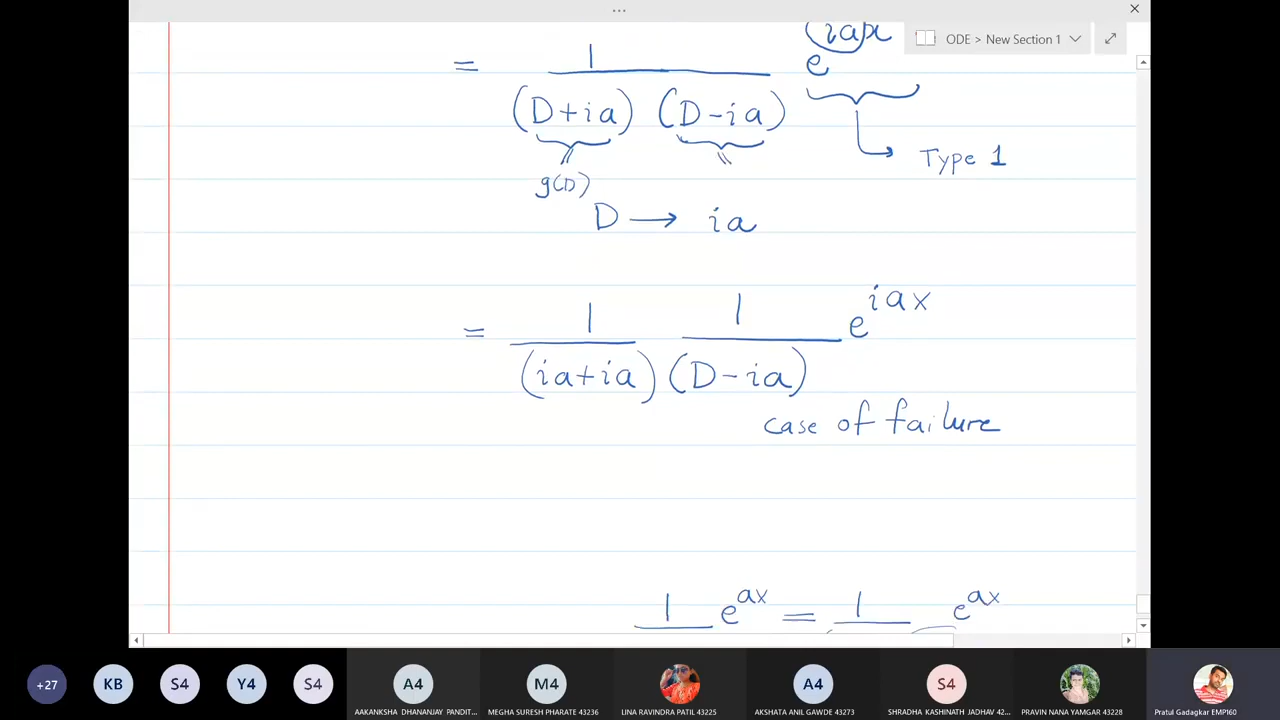 ODE > New Section 1
= 1 / (D+ia) (D-ia) e^(ia)x
Type 1
g(D)
D → ia
= 1 / (ia+ia) 1 / (D-ia) e^iax
case of failure
1 e^ax = 1 e^ax
+27 KB S4 Y4 S4 A4 M4 A4 S4
AAKANKSHA DHANANJAY PANDIT... MEGHA SURESH PHARATE 43236 LINA RAVINDRA PATIL 43225 AKSHATA ANIL GAWDE 43273 SHRADHA KASHINATH JADHAV 42... PRAVIN NANA YAMGAR 43228 Pratul Gadagkar EMP160